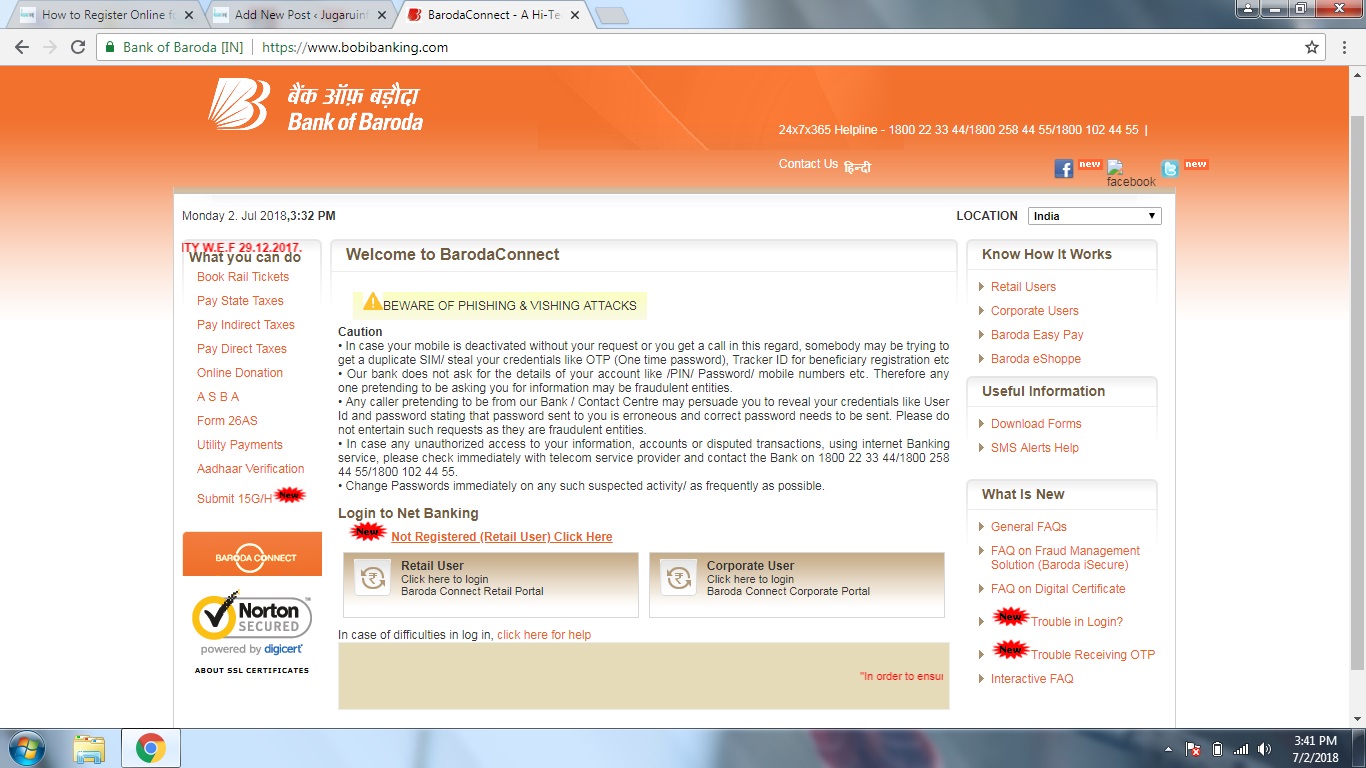 How to Register Online fo
Add New Post ‹ Jugaruinf
BarodaConnect - A Hi-Te
Bank of Baroda [IN]
https://www.bobibanking.com
बैंक ऑफ़ बड़ौदा
Bank of Baroda
24x7x365 Helpline - 1800 22 33 44/1800 258 44 55/1800 102 44 55 |
Contact Us हिन्दी
new
facebook
new
Monday 2. Jul 2018,3:32 PM
LOCATION India
ITY W.E.F 29.12.2017.
What you can do
Book Rail Tickets
Pay State Taxes
Pay Indirect Taxes
Pay Direct Taxes
Online Donation
A S B A
Form 26AS
Utility Payments
Aadhaar Verification
Submit 15G/H New
BARODA CONNECT
Norton
SECURED
powered by digicert
ABOUT SSL CERTIFICATES
Welcome to BarodaConnect
BEWARE OF PHISHING & VISHING ATTACKS
Caution
• In case your mobile is deactivated without your request or you get a call in this regard, somebody may be trying to
get a duplicate SIM/ steal your credentials like OTP (One time password), Tracker ID for beneficiary registration etc
• Our bank does not ask for the details of your account like /PIN/ Password/ mobile numbers etc. Therefore any
one pretending to be asking you for information may be fraudulent entities.
• Any caller pretending to be from our Bank / Contact Centre may persuade you to reveal your credentials like User
Id and password stating that password sent to you is erroneous and correct password needs to be sent. Please do
not entertain such requests as they are fraudulent entities.
• In case any unauthorized access to your information, accounts or disputed transactions, using internet Banking
service, please check immediately with telecom service provider and contact the Bank on 1800 22 33 44/1800 258
44 55/1800 102 44 55.
• Change Passwords immediately on any such suspected activity/ as frequently as possible.
Login to Net Banking
New Not Registered (Retail User) Click Here
Retail User
Click here to login
Baroda Connect Retail Portal
Corporate User
Click here to login
Baroda Connect Corporate Portal
In case of difficulties in log in, click here for help
"In order to ensur
Know How It Works
Retail Users
Corporate Users
Baroda Easy Pay
Baroda eShoppe
Useful Information
Download Forms
SMS Alerts Help
What Is New
General FAQs
FAQ on Fraud Management
Solution (Baroda iSecure)
FAQ on Digital Certificate
New Trouble in Login?
New Trouble Receiving OTP
Interactive FAQ
3:41 PM
7/2/2018